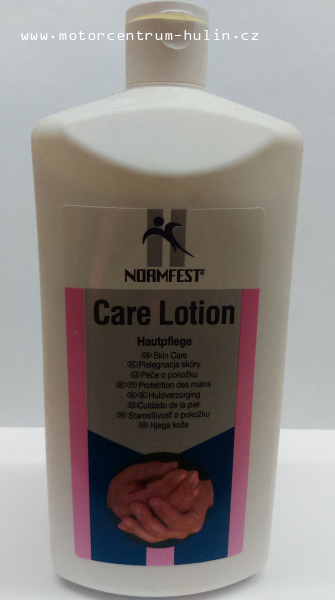 www.motorcentrum-hulin.cz
NORMFEST
Care Lotion
Hautpflege
Skin Care
Pielęgnacja skóry
Péče o pokožku
Protection des mains
Huidverzorging
Cuidado de la piel
Starostlivosť o pokožku
Njega kože